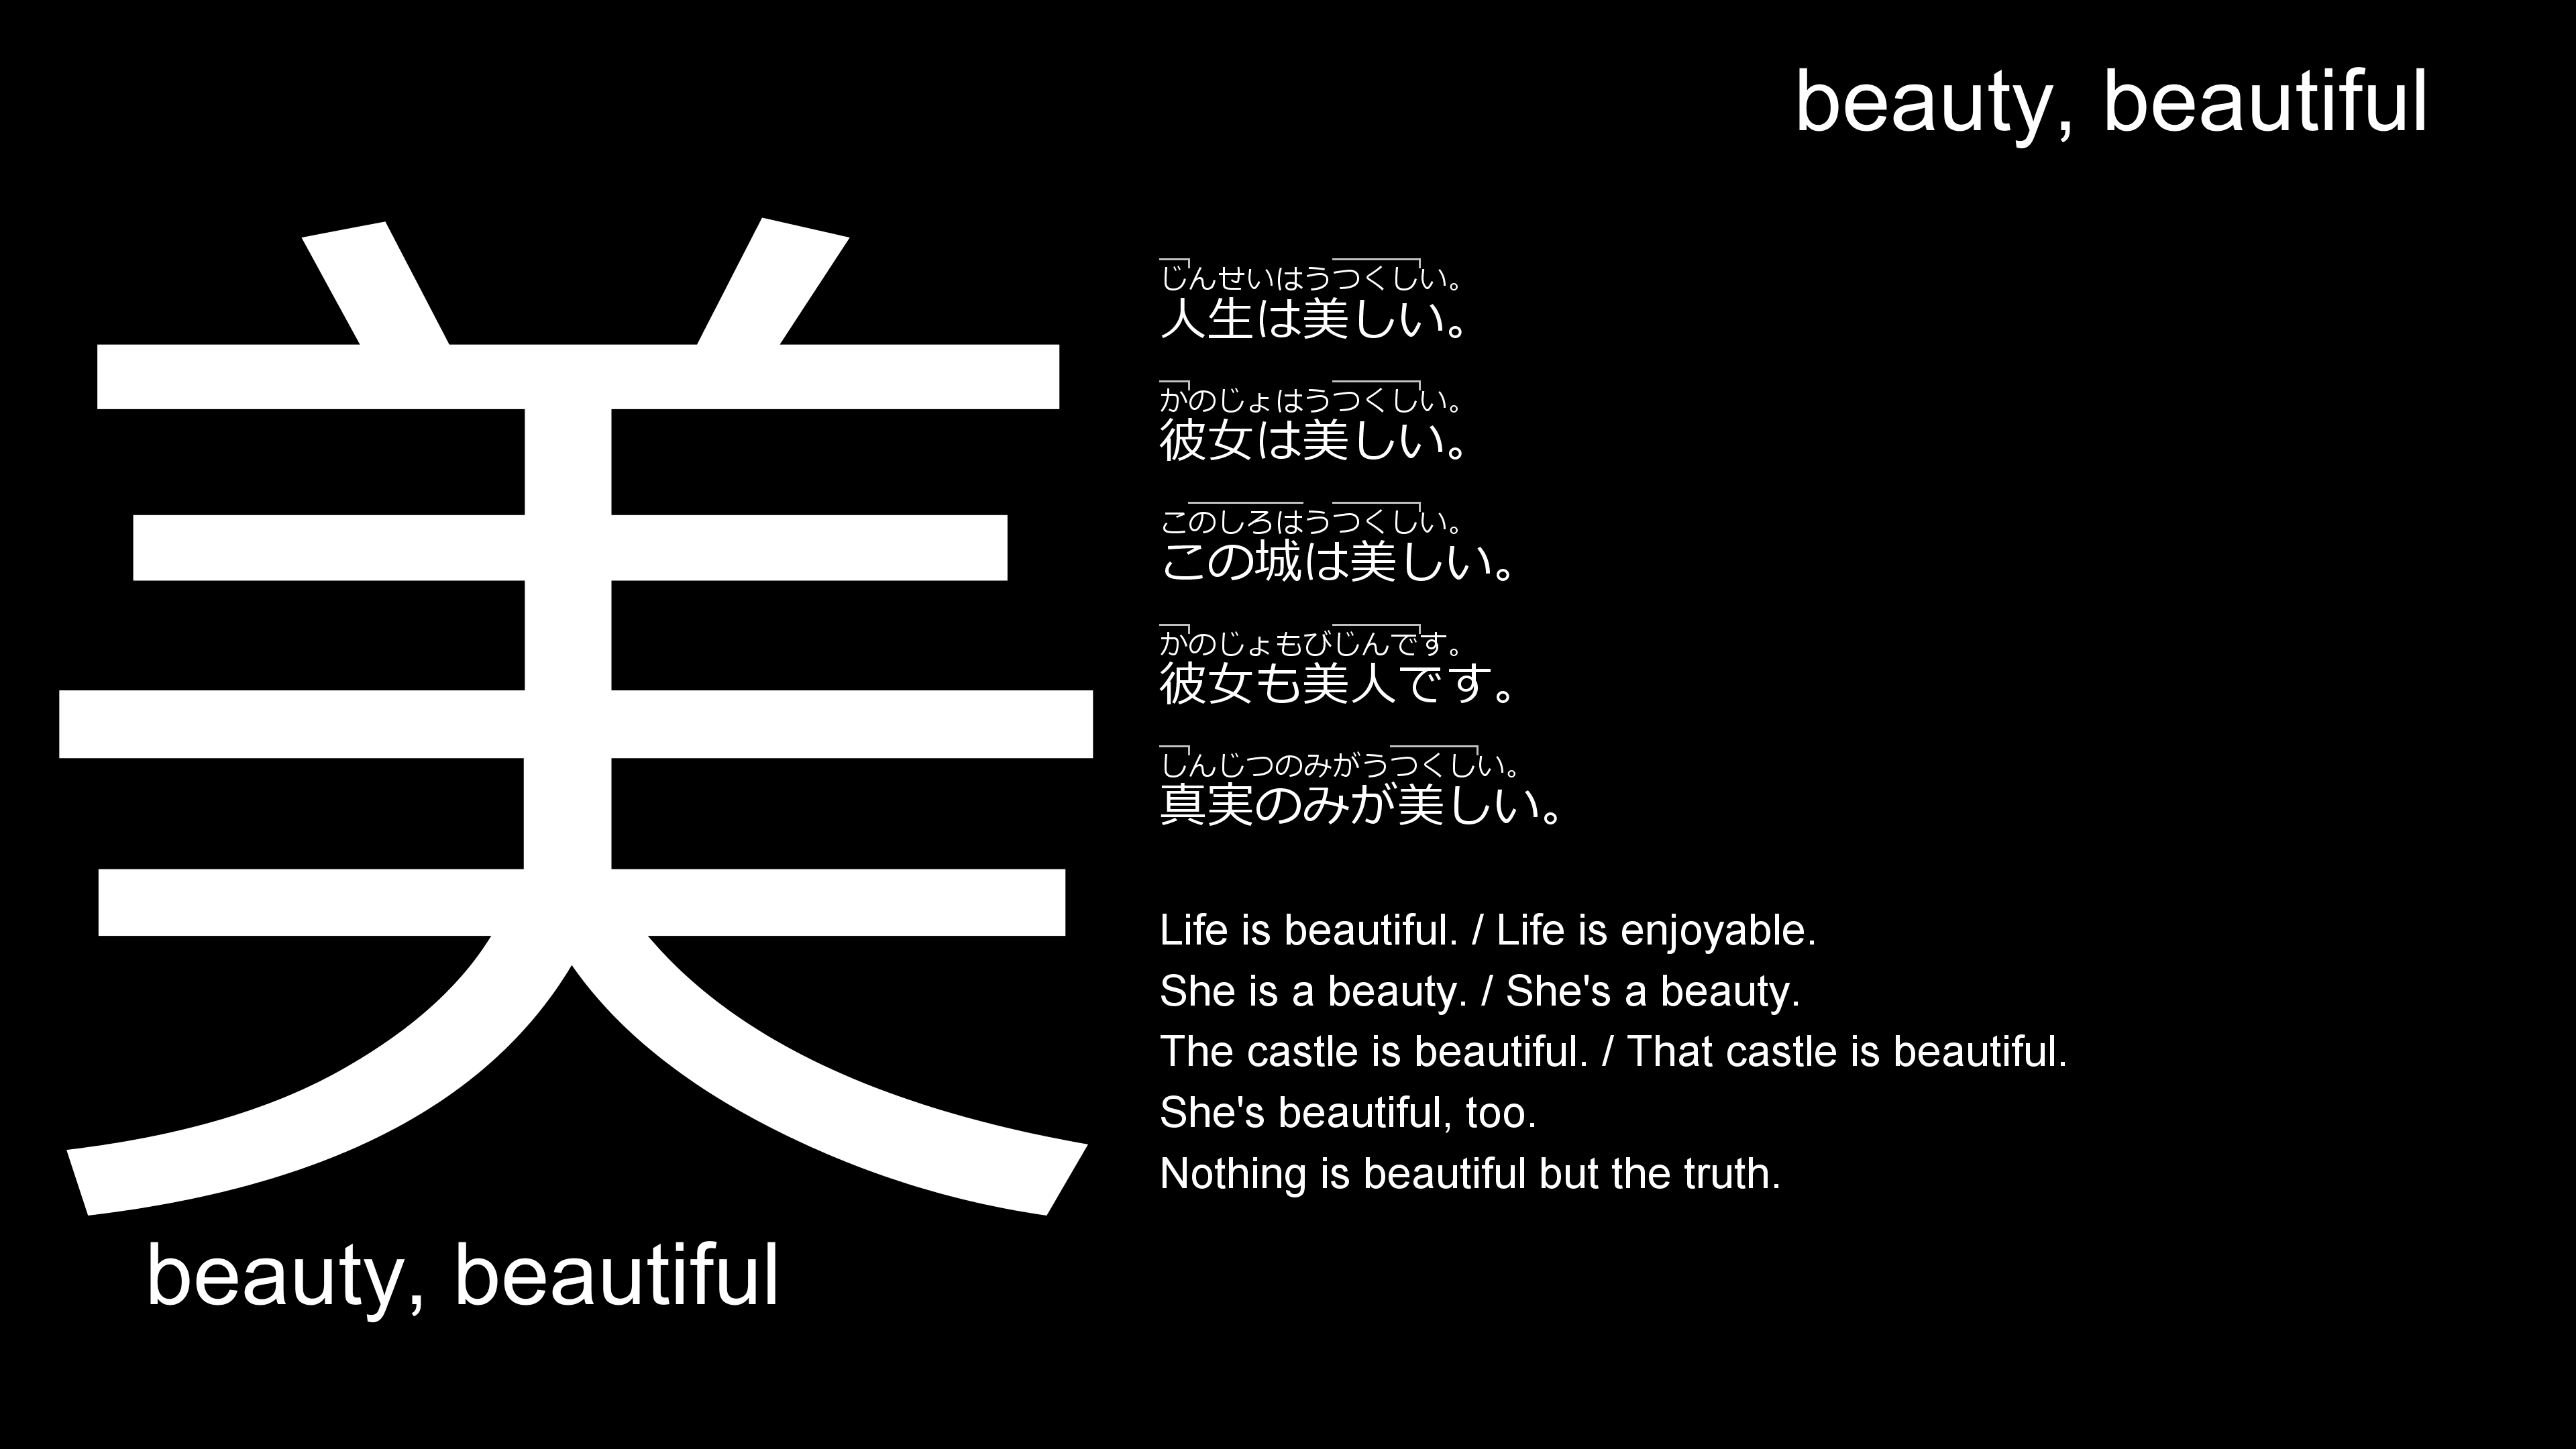 beauty, beautiful
美
beauty, beautiful
じんせいはうつくしい。
人生は美しい。
かのじょはうつくしい。
彼女は美しい。
このしろはうつくしい。
この城は美しい。
かのじょもびじんです。
彼女も美人です。
しんじつのみがうつくしい。
真実のみが美しい。
Life is beautiful. / Life is enjoyable.
She is a beauty. / She's a beauty.
The castle is beautiful. / That castle is beautiful.
She's beautiful, too.
Nothing is beautiful but the truth.